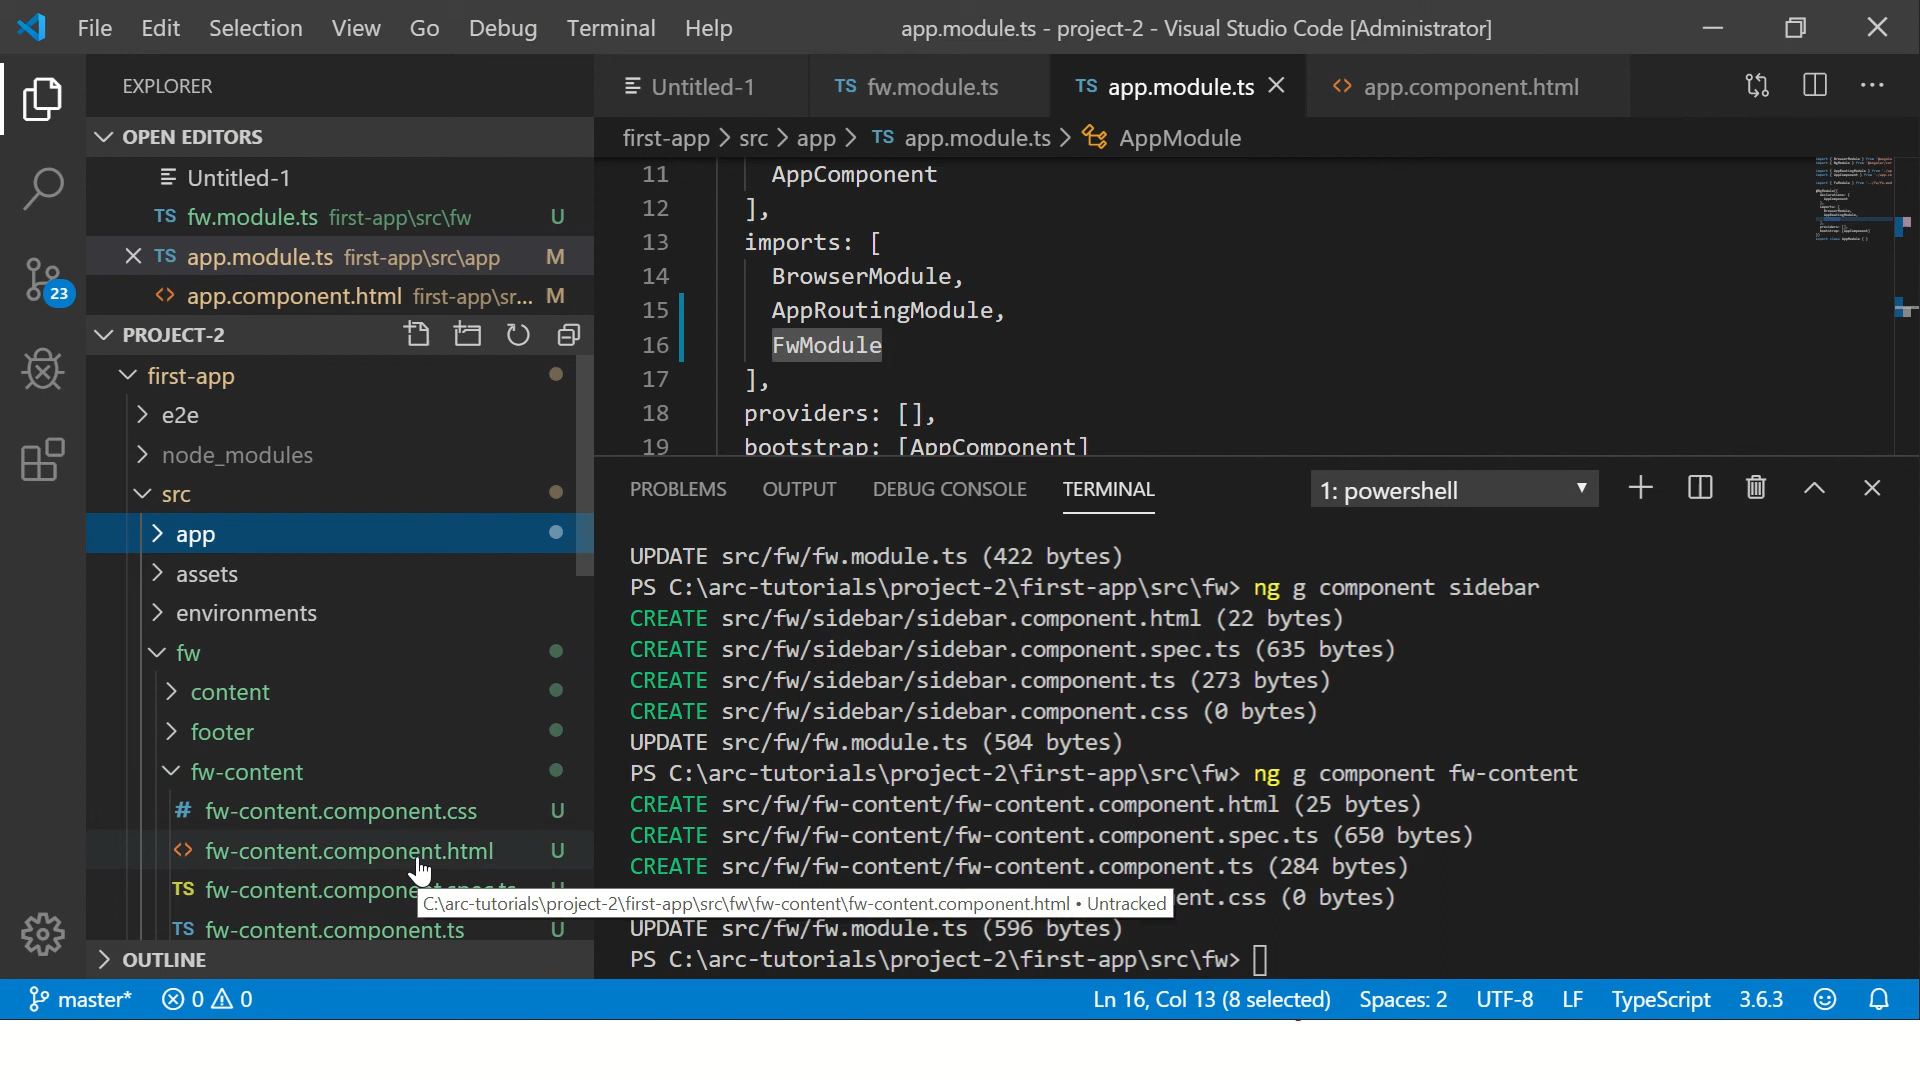 File Edit Selection View Go Debug Terminal Help app.module.ts - project-2 - Visual Studio Code [Administrator]
EXPLORER
OPEN EDITORS
Untitled-1
TS fw.module.ts first-app\src\fw U
TS app.module.ts first-app\src\app M
<> app.component.html first-app\sr... M
PROJECT-2
first-app
e2e
node_modules
src
app
assets
environments
fw
content
footer
fw-content
# fw-content.component.css U
<> fw-content.component.html U
TS fw-content.component.spec.ts U
TS fw-content.component.ts U
OUTLINE
23
Untitled-1 TS fw.module.ts TS app.module.ts <> app.component.html
first-app > src > app > TS app.module.ts > AppModule
11 AppComponent
12 ],
13 imports: [
14 BrowserModule,
15 AppRoutingModule,
16 FwModule
17 ],
18 providers: [],
19 bootstrap: [AppComponent]
PROBLEMS OUTPUT DEBUG CONSOLE TERMINAL 1: powershell
UPDATE src/fw/fw.module.ts (422 bytes)
PS C:\arc-tutorials\project-2\first-app\src\fw> ng g component sidebar
CREATE src/fw/sidebar/sidebar.component.html (22 bytes)
CREATE src/fw/sidebar/sidebar.component.spec.ts (635 bytes)
CREATE src/fw/sidebar/sidebar.component.ts (273 bytes)
CREATE src/fw/sidebar/sidebar.component.css (0 bytes)
UPDATE src/fw/fw.module.ts (504 bytes)
PS C:\arc-tutorials\project-2\first-app\src\fw> ng g component fw-content
CREATE src/fw/fw-content/fw-content.component.html (25 bytes)
CREATE src/fw/fw-content/fw-content.component.spec.ts (650 bytes)
CREATE src/fw/fw-content/fw-content.component.ts (284 bytes)
ent.css (0 bytes)
C:\arc-tutorials\project-2\first-app\src\fw\fw-content\fw-content.component.html • Untracked
UPDATE src/fw/fw.module.ts (596 bytes)
PS C:\arc-tutorials\project-2\first-app\src\fw>
master* 0 0 Ln 16, Col 13 (8 selected) Spaces: 2 UTF-8 LF TypeScript 3.6.3